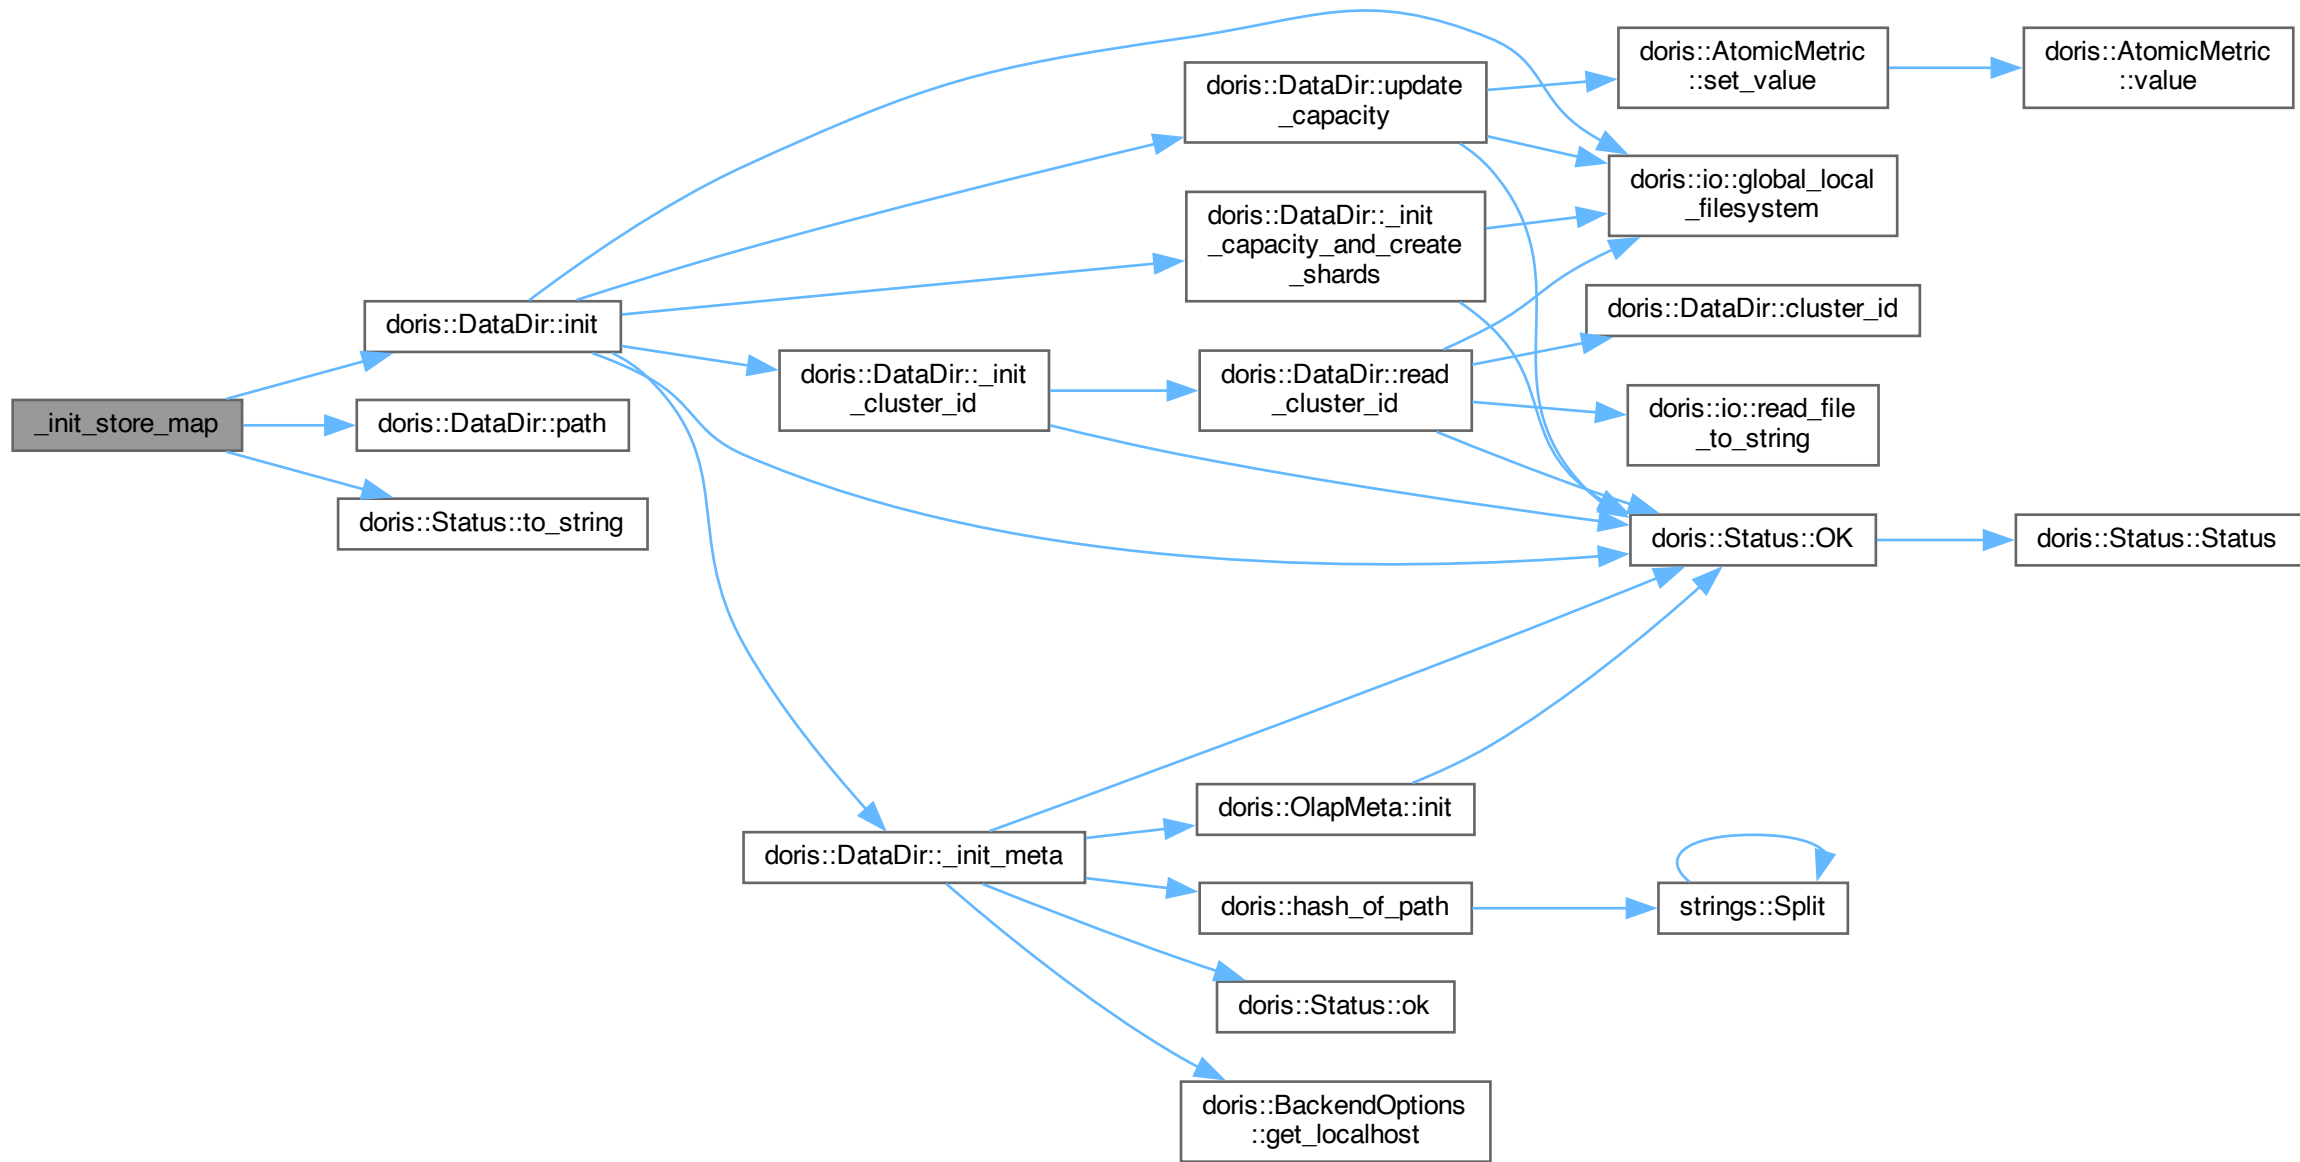 _init_store_map
doris::DataDir::init
doris::DataDir::path
doris::Status::to_string
doris::DataDir::_init
_cluster_id
doris::DataDir::_init_meta
doris::DataDir::update
_capacity
doris::DataDir::_init
_capacity_and_create
_shards
doris::DataDir::read
_cluster_id
doris::OlapMeta::init
doris::hash_of_path
doris::Status::ok
doris::BackendOptions
::get_localhost
doris::AtomicMetric
::set_value
doris::io::global_local
_filesystem
doris::DataDir::cluster_id
doris::io::read_file
_to_string
doris::Status::OK
strings::Split
doris::AtomicMetric
::value
doris::Status::Status